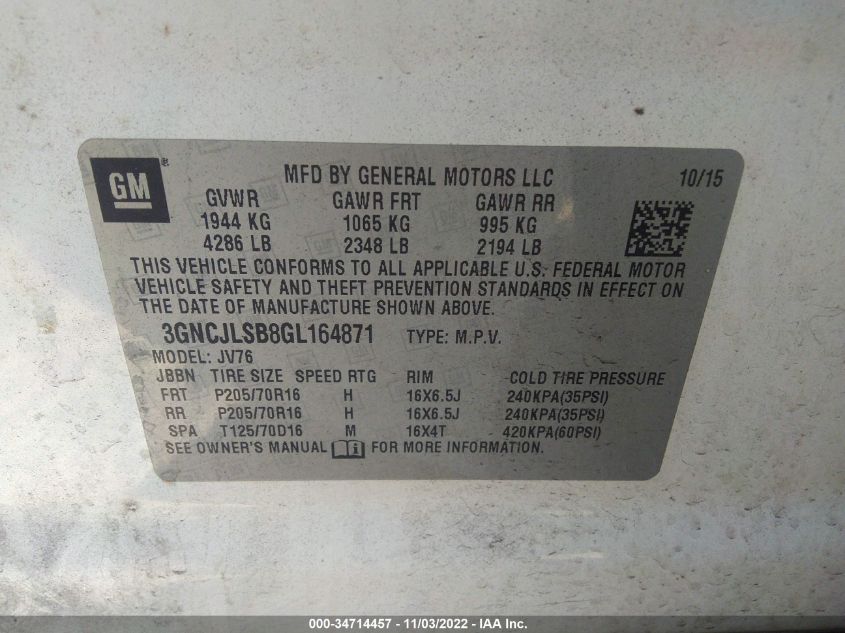 GM ®
MFD BY GENERAL MOTORS LLC 10/15
GVWR GAWR FRT GAWR RR
1944 KG 1065 KG 995 KG
4286 LB 2348 LB 2194 LB
THIS VEHICLE CONFORMS TO ALL APPLICABLE U.S. FEDERAL MOTOR
VEHICLE SAFETY AND THEFT PREVENTION STANDARDS IN EFFECT ON
THE DATE OF MANUFACTURE SHOWN ABOVE.
3GNCJLSB8GL164871 TYPE: M.P.V.
MODEL: JV76
JBBN TIRE SIZE SPEED RTG RIM COLD TIRE PRESSURE
FRT P205/70R16 H 16X6.5J 240KPA(35PSI)
RR P205/70R16 H 16X6.5J 240KPA(35PSI)
SPA T125/70D16 M 16X4T 420KPA(60PSI)
SEE OWNER'S MANUAL FOR MORE INFORMATION.
000-34714457 - 11/03/2022 - IAA Inc.